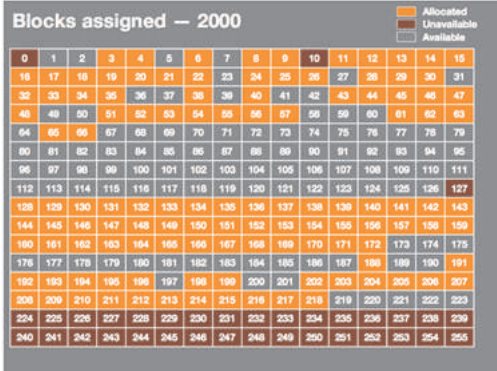 Blocks assigned — 2000
Allocated
Unavailable
Available
0 1 2 3 4 5 6 7 8 9 10 11 12 13 14 15
16 17 18 19 20 21 22 23 24 25 26 27 28 29 30 31
32 33 34 35 36 37 38 39 40 41 42 43 44 45 46 47
48 49 50 51 52 53 54 55 56 57 58 59 60 61 62 63
64 65 66 67 68 69 70 71 72 73 74 75 76 77 78 79
80 81 82 83 84 85 86 87 88 89 90 91 92 93 94 95
96 97 98 99 100 101 102 103 104 105 106 107 108 109 110 111
112 113 114 115 116 117 118 119 120 121 122 123 124 125 126 127
128 129 130 131 132 133 134 135 136 137 138 139 140 141 142 143
144 145 146 147 148 149 150 151 152 153 154 155 156 157 158 159
160 161 162 163 164 165 166 167 168 169 170 171 172 173 174 175
176 177 178 179 180 181 182 183 184 185 186 187 188 189 190 191
192 193 194 195 196 197 198 199 200 201 202 203 204 205 206 207
208 209 210 211 212 213 214 215 216 217 218 219 220 221 222 223
224 225 226 227 228 229 230 231 232 233 234 235 236 237 238 239
240 241 242 243 244 245 246 247 248 249 250 251 252 253 254 255